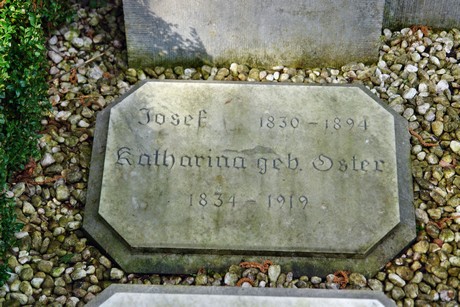 Josef 1830 - 1894
Katharina geb. Oster
1834 - 1919